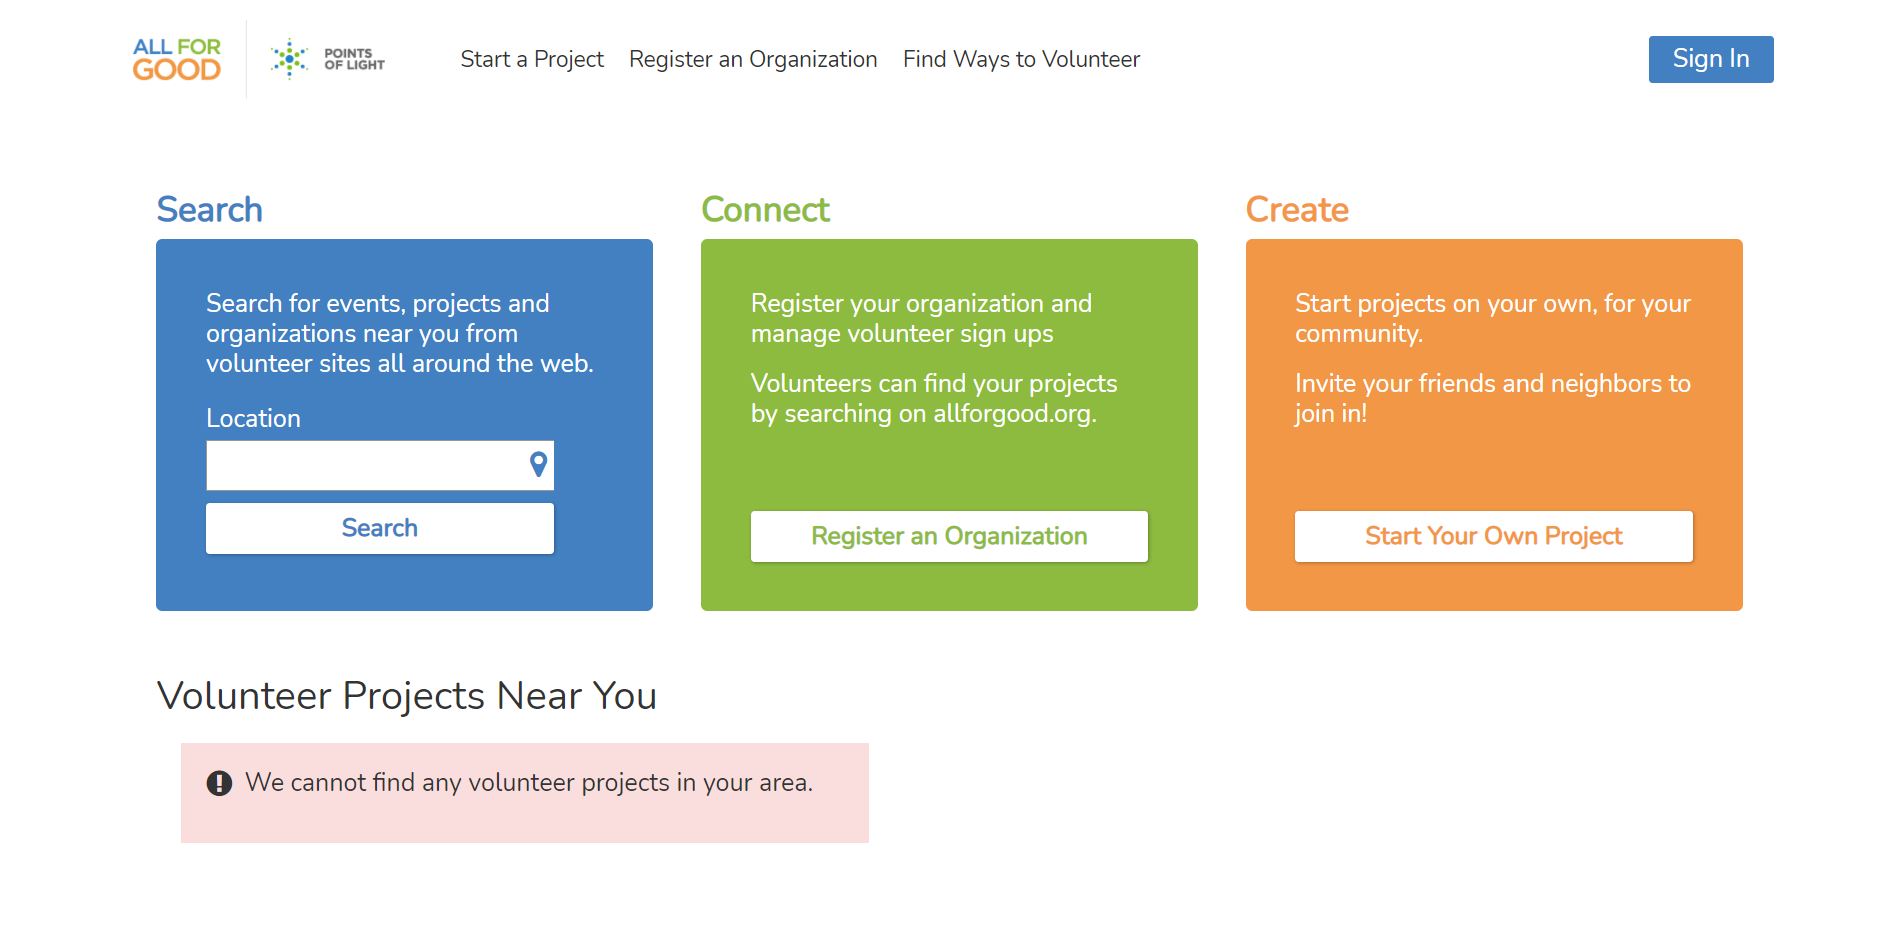 ALL FOR
GOOD
POINTS
OF LIGHT
Start a Project
Register an Organization
Find Ways to Volunteer
Sign In
Search
Search for events, projects and
organizations near you from
volunteer sites all around the web.
Location
Search
Connect
Register your organization and
manage volunteer sign ups
Volunteers can find your projects
by searching on allforgood.org.
Register an Organization
Create
Start projects on your own, for your
community.
Invite your friends and neighbors to
join in!
Start Your Own Project
Volunteer Projects Near You
We cannot find any volunteer projects in your area.